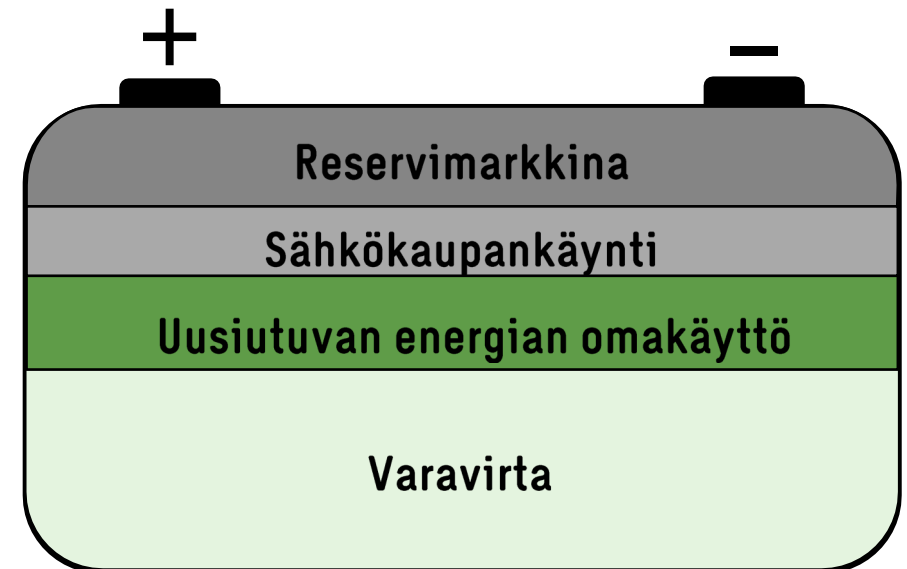 + −
Reservimarkkina
Sähkökaupankäynti
Uusiutuvan energian omakäyttö
Varavirta